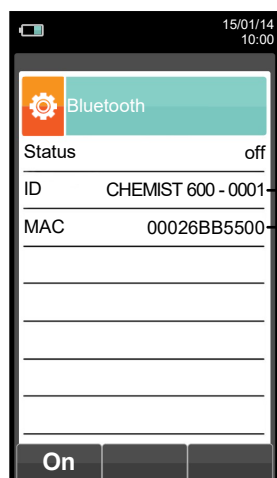 15/01/14
10:00
Bluetooth
Status off
ID CHEMIST 600 - 0001
MAC 00026BB5500
On